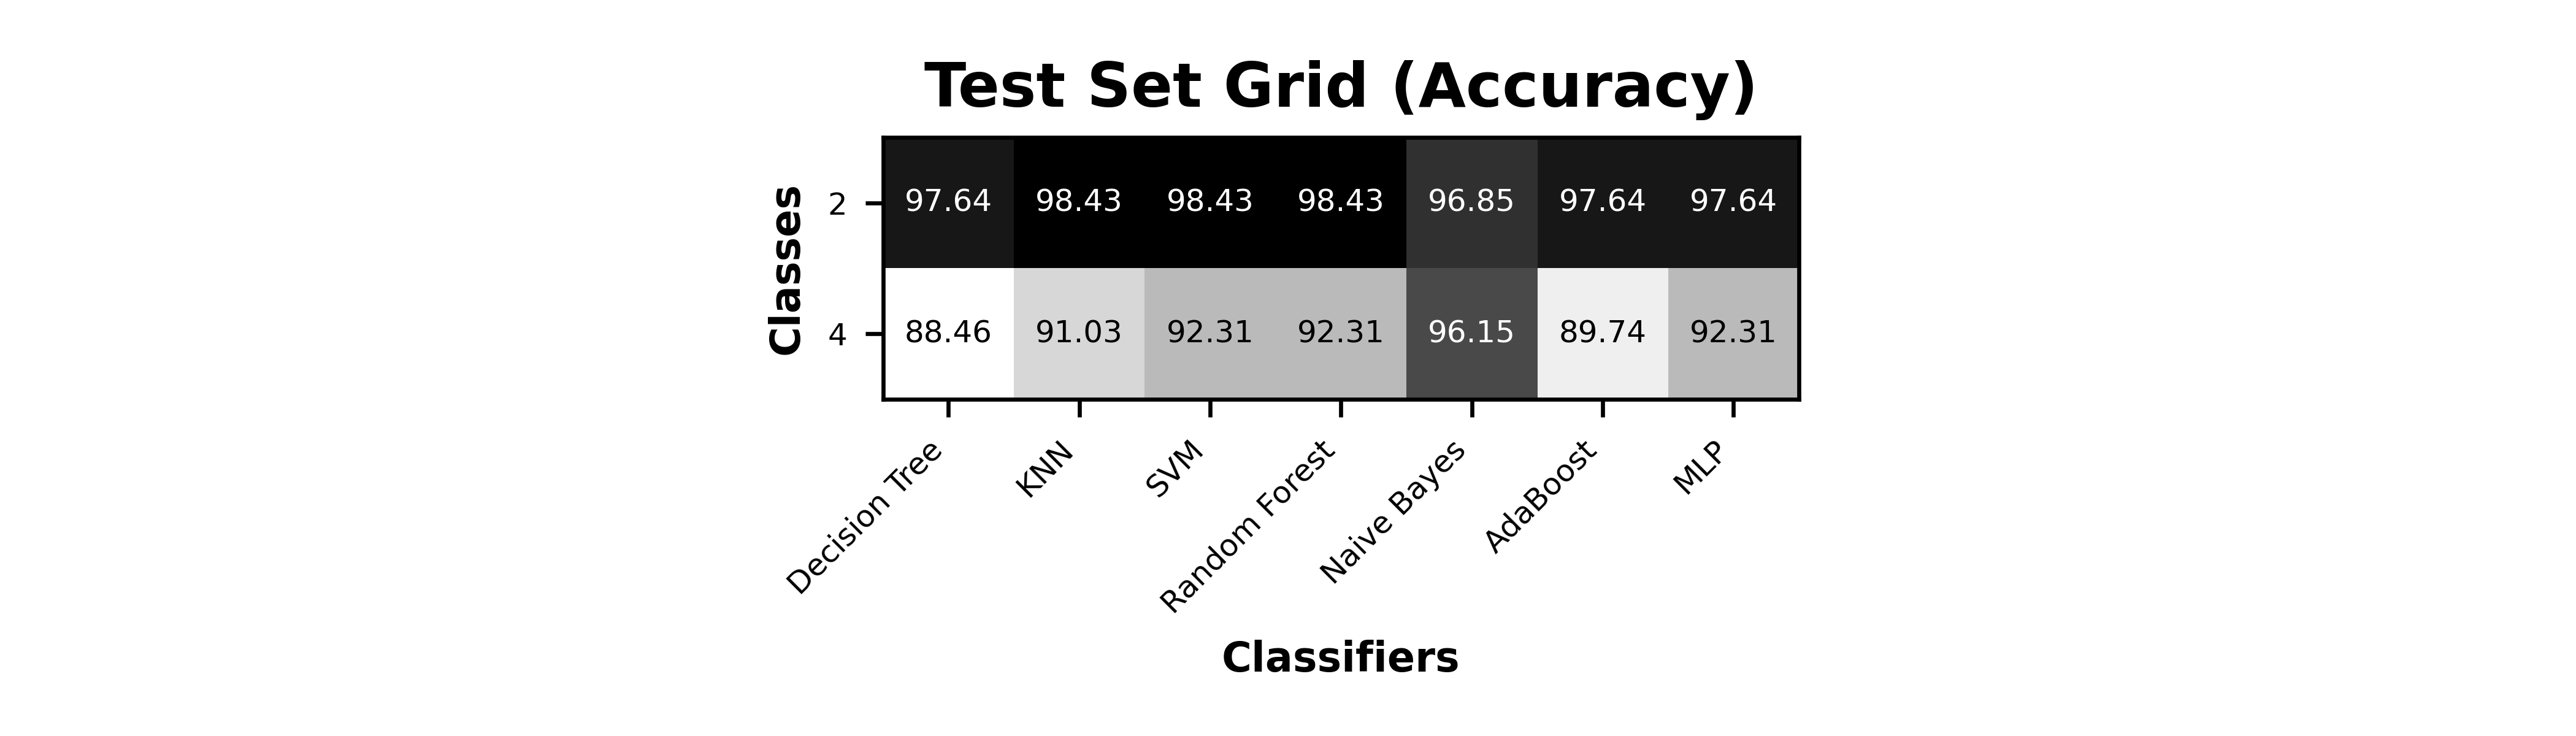 Test Set Grid (Accuracy)
Classes
2 97.64 98.43 98.43 98.43 96.85 97.64 97.64
4 88.46 91.03 92.31 92.31 96.15 89.74 92.31
Decision Tree
KNN
SVM
Random Forest
Naive Bayes
AdaBoost
MLP
Classifiers